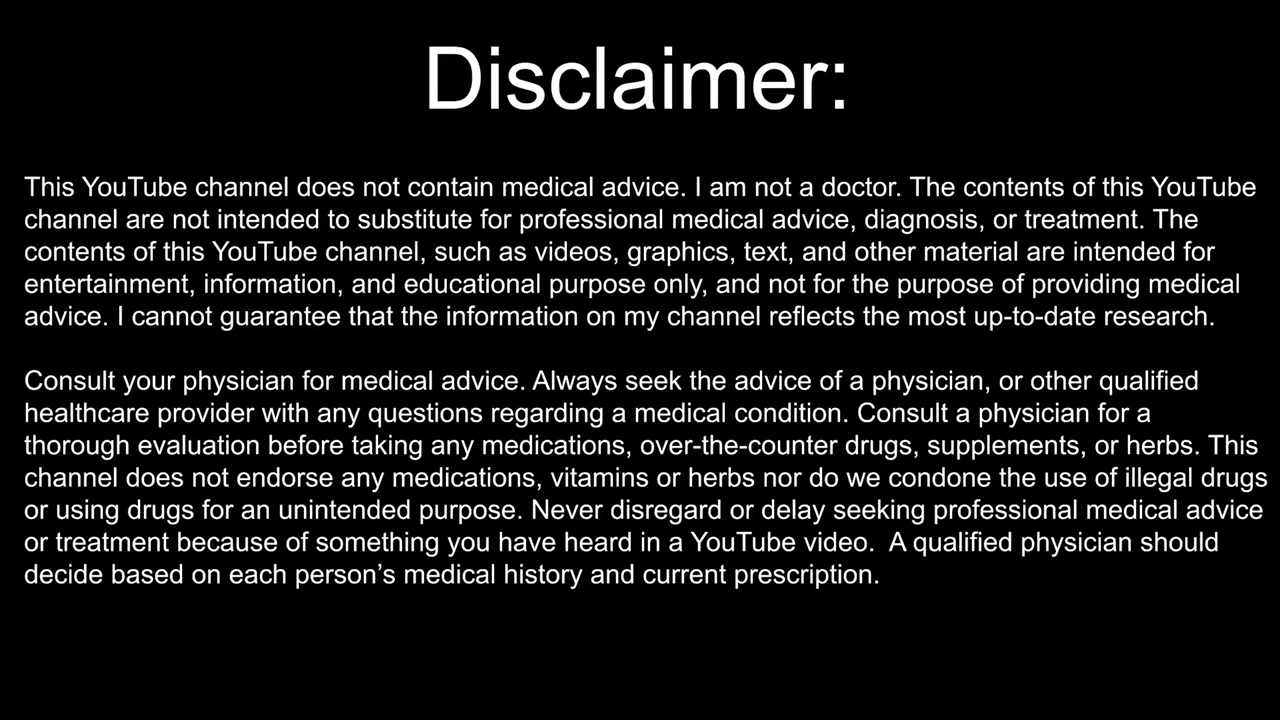 Disclaimer:
This YouTube channel does not contain medical advice. I am not a doctor. The contents of this YouTube
channel are not intended to substitute for professional medical advice, diagnosis, or treatment. The
contents of this YouTube channel, such as videos, graphics, text, and other material are intended for
entertainment, information, and educational purpose only, and not for the purpose of providing medical
advice. I cannot guarantee that the information on my channel reflects the most up-to-date research.
Consult your physician for medical advice. Always seek the advice of a physician, or other qualified
healthcare provider with any questions regarding a medical condition. Consult a physician for a
thorough evaluation before taking any medications, over-the-counter drugs, supplements, or herbs. This
channel does not endorse any medications, vitamins or herbs nor do we condone the use of illegal drugs
or using drugs for an unintended purpose. Never disregard or delay seeking professional medical advice
or treatment because of something you have heard in a YouTube video.  A qualified physician should
decide based on each person’s medical history and current prescription.